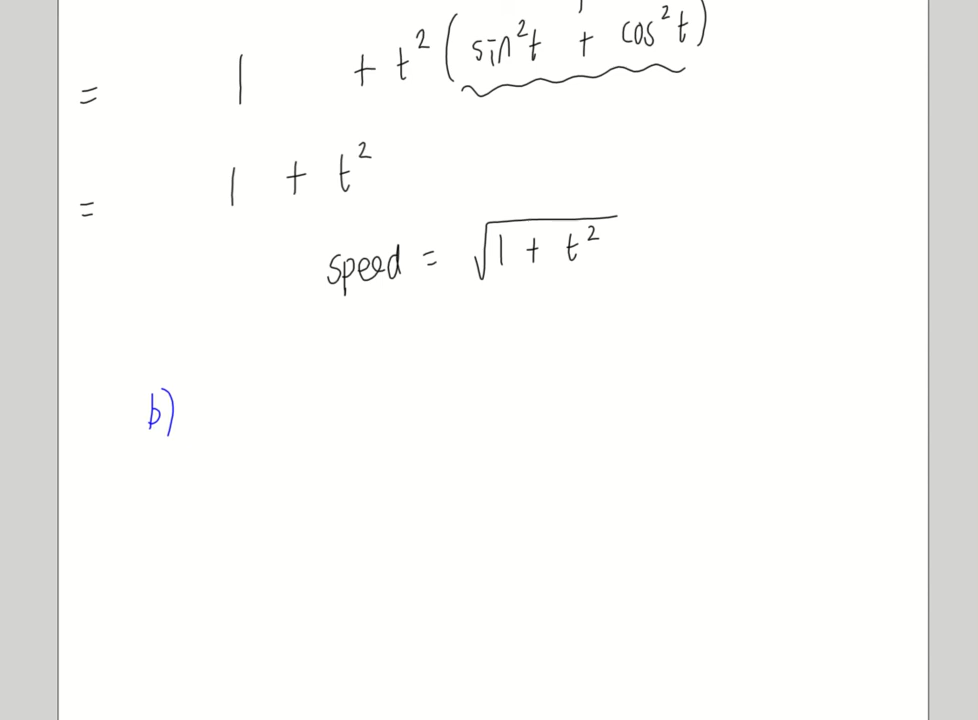 = 1 + t² (sin²t + cos²t)
= 1 + t²
speed = √(1 + t²)
b)